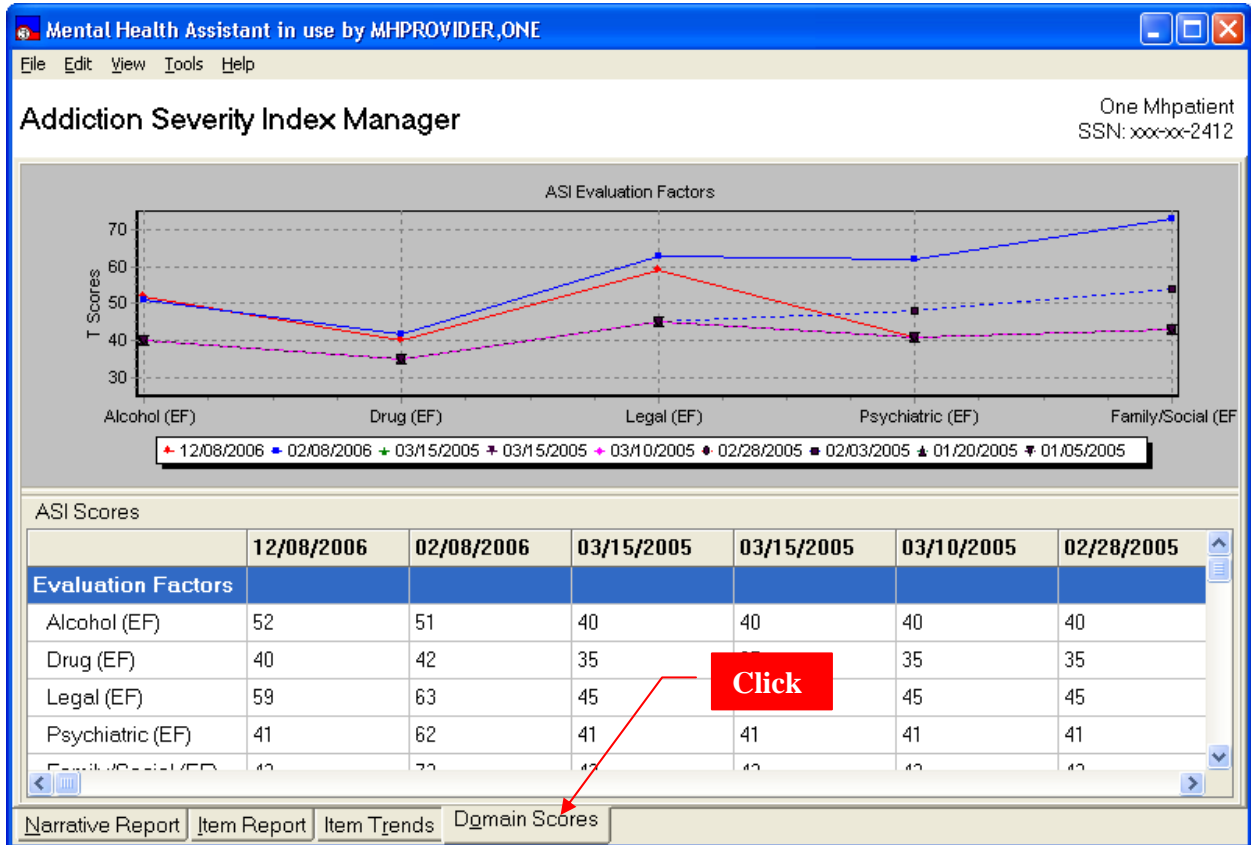 Mental Health Assistant in use by MHPROVIDER,ONE
File Edit View Tools Help
Addiction Severity Index Manager
One Mhpatient
SSN: xxx-xx-2412
ASI Evaluation Factors
T Scores
70
60
50
40
30
Alcohol (EF) Drug (EF) Legal (EF) Psychiatric (EF) Family/Social (EF
12/08/2006 02/08/2006 03/15/2005 03/15/2005 03/10/2005 02/28/2005 02/03/2005 01/20/2005 01/05/2005
ASI Scores
12/08/2006 02/08/2006 03/15/2005 03/15/2005 03/10/2005 02/28/2005
Evaluation Factors
Alcohol (EF) 52 51 40 40 40 40
Drug (EF) 40 42 35 35 35
Legal (EF) 59 63 45 45 45
Click
Psychiatric (EF) 41 62 41 41 41 41
Narrative Report Item Report Item Trends Domain Scores